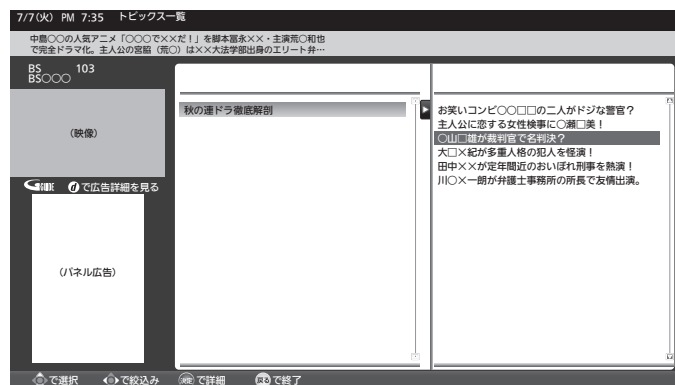 7/7(火) PM 7:35 トピックス一覧
中島○○の人気アニメ「○○○で××だ！」を脚本冨永××・主演荒○和也
で完全ドラマ化。主人公の宮脇（荒○）は××大法学部出身のエリート弁…
BS 103
BS○○○
（映像）
G GUIDE dで広告詳細を見る
（パネル広告）
秋の連ドラ徹底解剖
お笑いコンビ○○□□の二人がドジな警官？
主人公に恋する女性検事に○瀬□美！
○山□雄が裁判官で名判決？
大□×紀が多重人格の犯人を怪演！
田中××が定年間近のおいぼれ刑事を熱演！
川○×一朗が弁護士事務所の所長で友情出演。
で選択 で絞込み 決定で詳細 戻るで終了